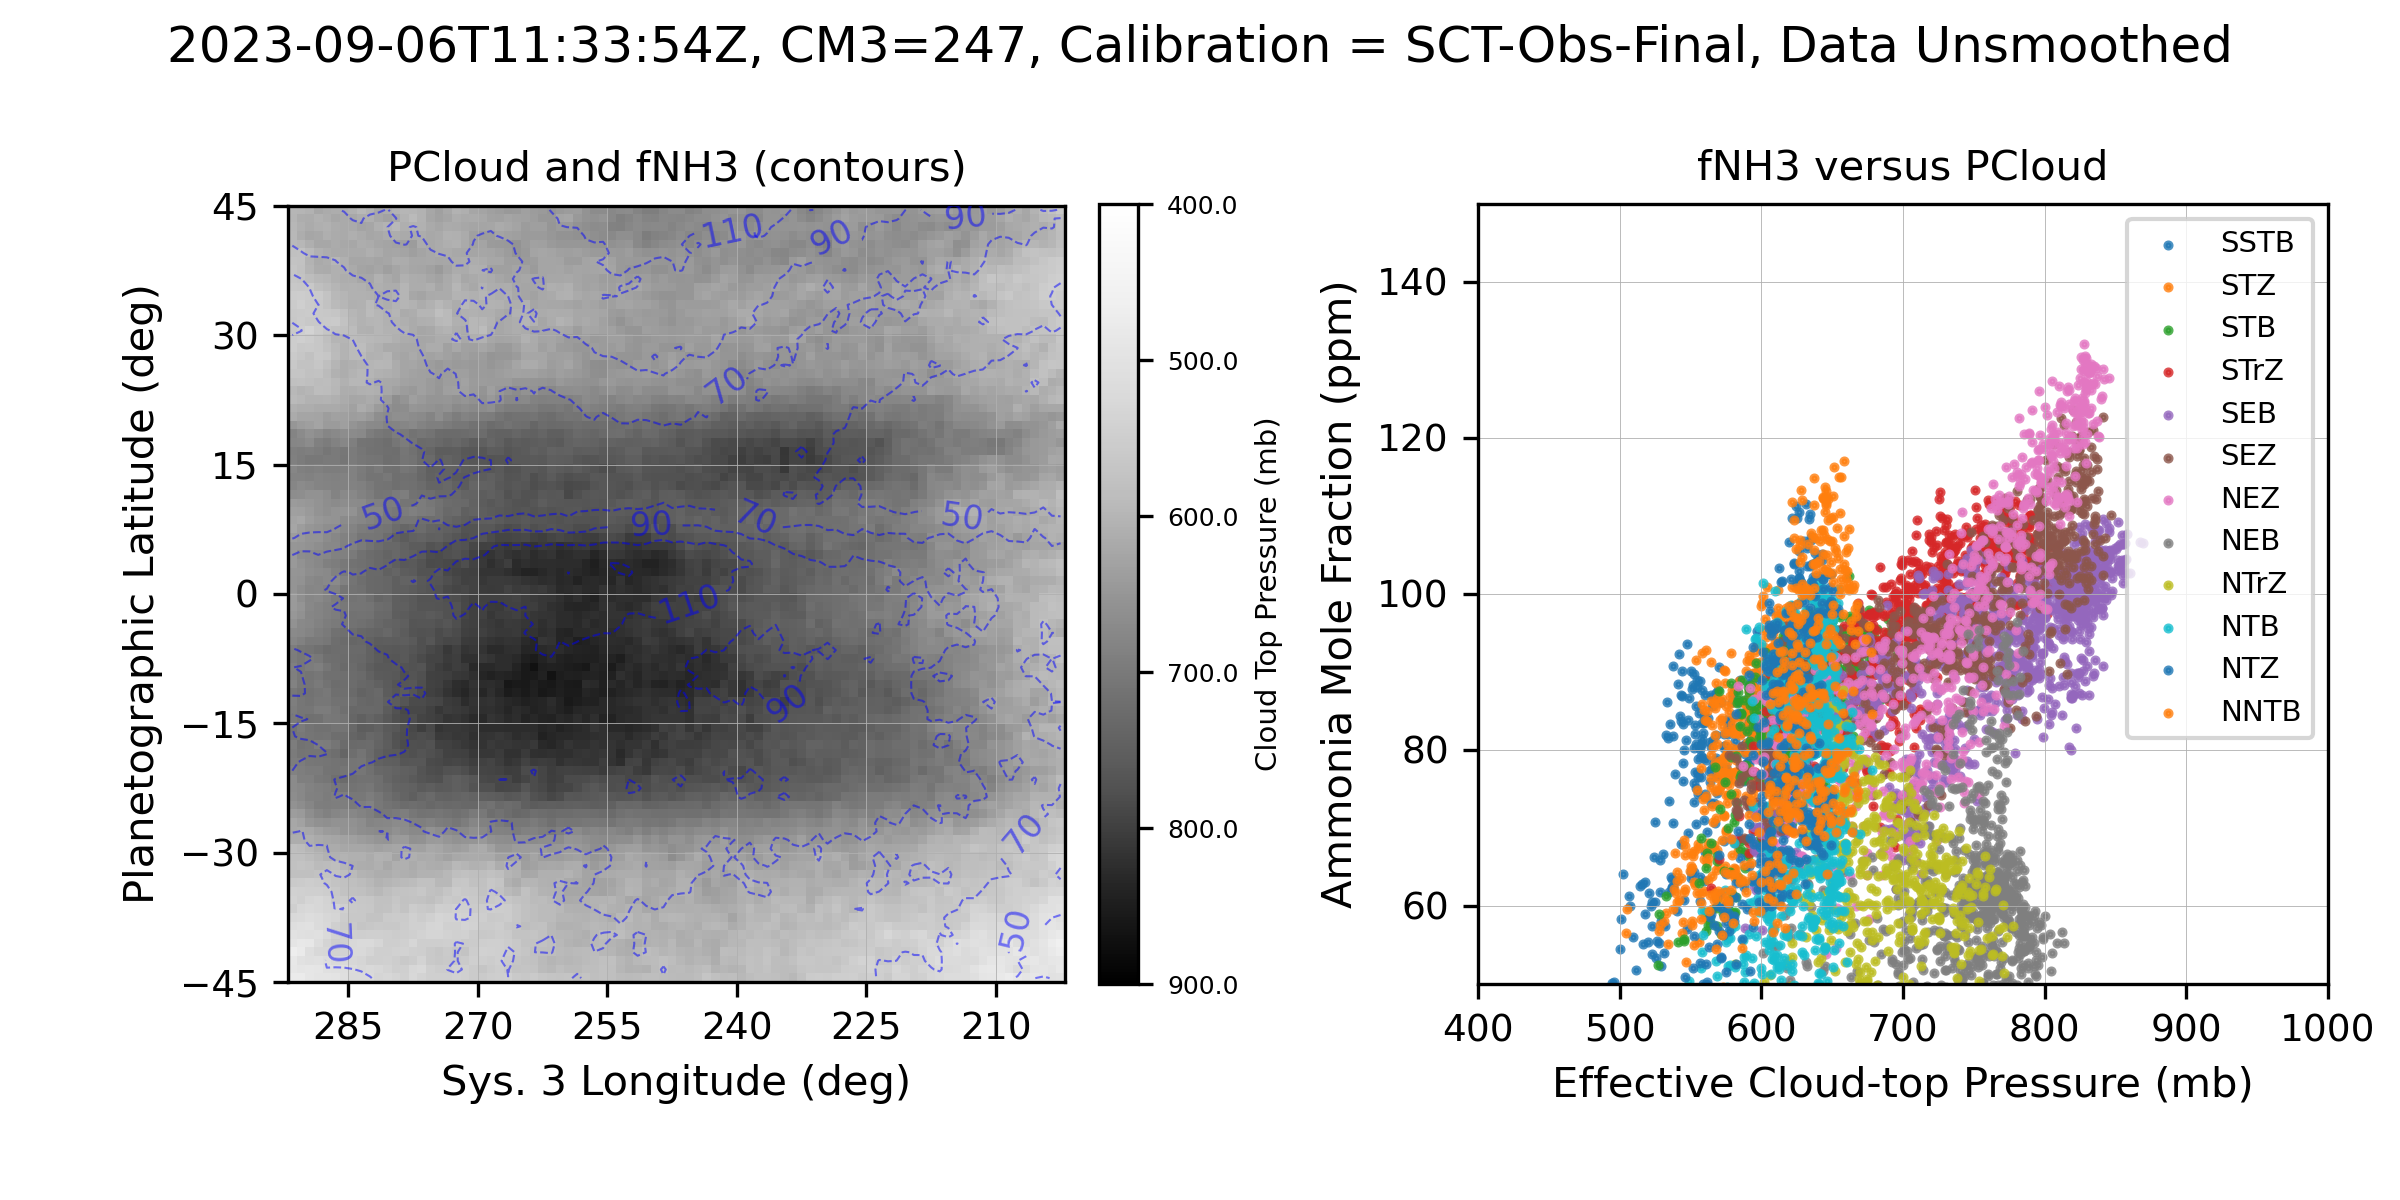 2023-09-06T11:33:54Z, CM3=247, Calibration = SCT-Obs-Final, Data Unsmoothed
PCloud and fNH3 (contours)
45
30
15
0
−15
−30
−45
Planetographic Latitude (deg)
285
270
255
240
225
210
Sys. 3 Longitude (deg)
110
90
90
70
50
90
70
50
110
90
70
70
50
400.0
500.0
600.0
700.0
800.0
900.0
Cloud Top Pressure (mb)
fNH3 versus PCloud
140
120
100
80
60
Ammonia Mole Fraction (ppm)
400
500
600
700
800
900
1000
Effective Cloud-top Pressure (mb)
SSTB
STZ
STB
STrZ
SEB
SEZ
NEZ
NEB
NTrZ
NTB
NTZ
NNTB